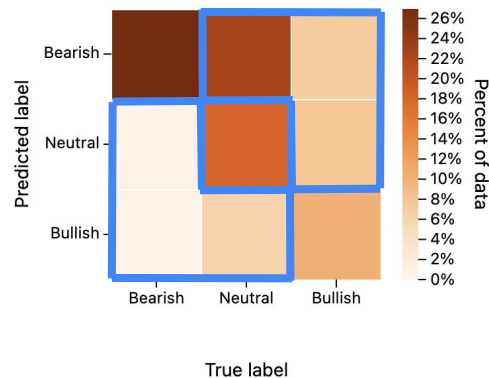 Predicted label
Bearish
Neutral
Bullish
Bearish Neutral Bullish
True label
26%
24%
22%
20%
18%
16%
14%
12%
10%
8%
6%
4%
2%
0%
Percent of data